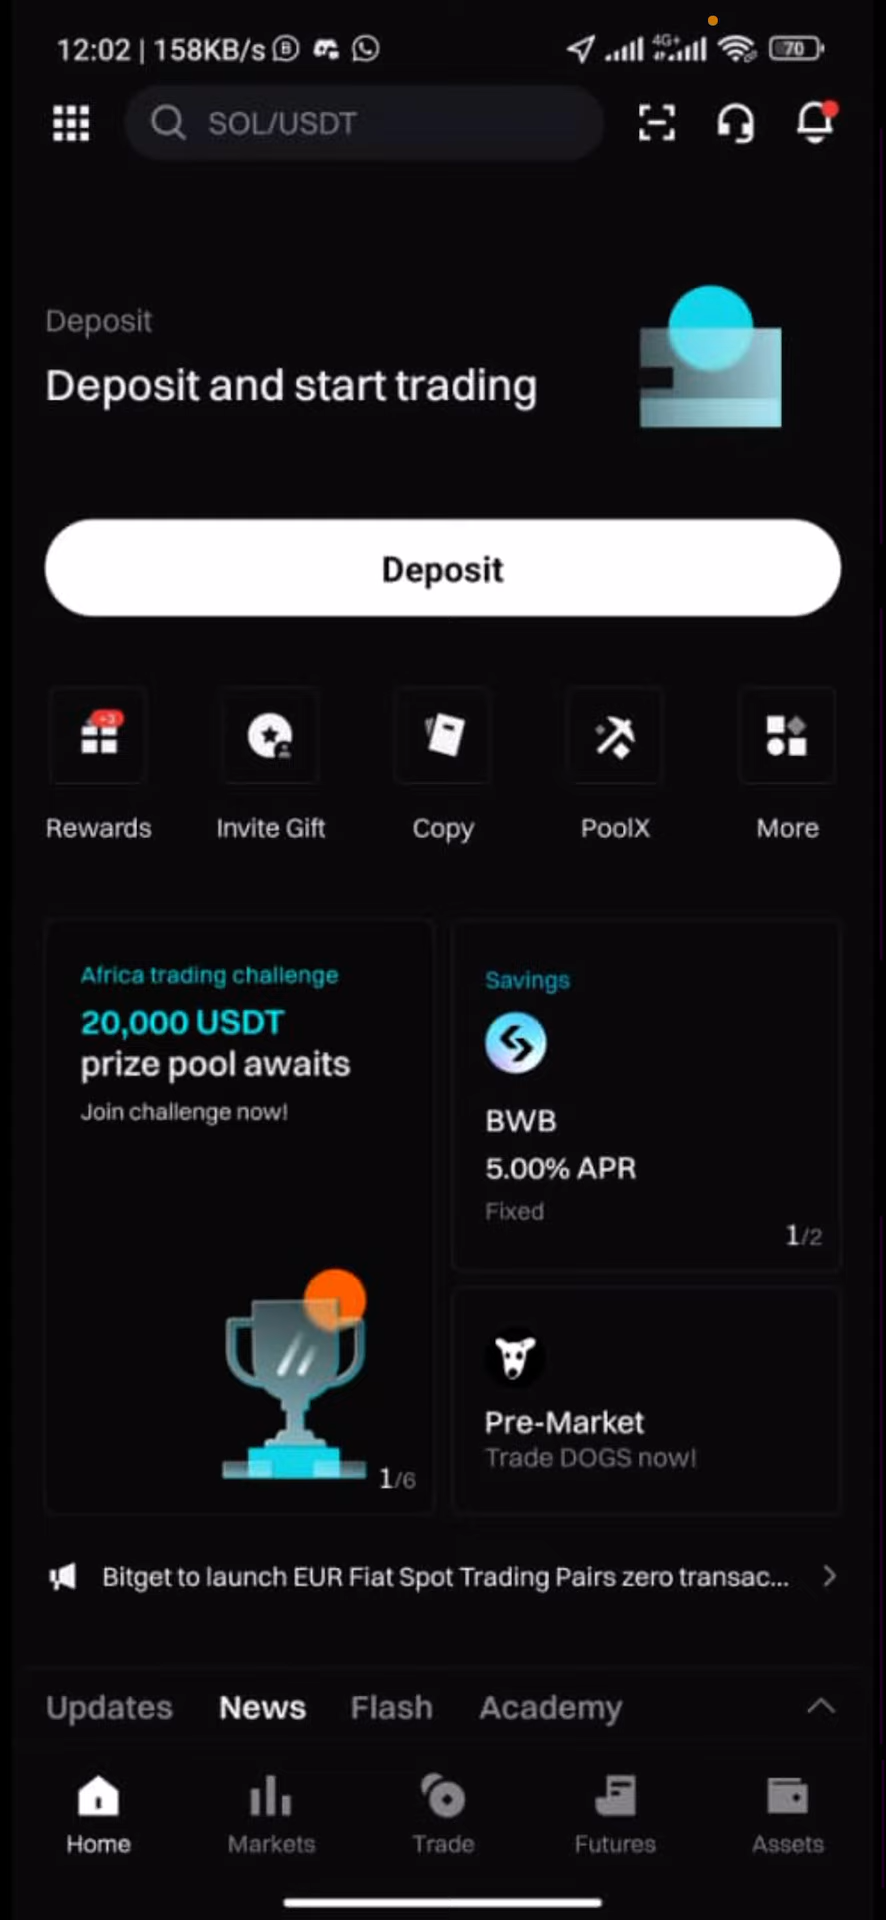 12:02 | 158KB/s
4G+
70
SOL/USDT
Deposit
Deposit and start trading
Deposit
+3
Rewards
Invite Gift
Copy
PoolX
More
Africa trading challenge
20,000 USDT
prize pool awaits
Join challenge now!
1/6
Savings
BWB
5.00% APR
Fixed
1/2
Pre-Market
Trade DOGS now!
Bitget to launch EUR Fiat Spot Trading Pairs zero transac...
Updates
News
Flash
Academy
Home
Markets
Trade
Futures
Assets